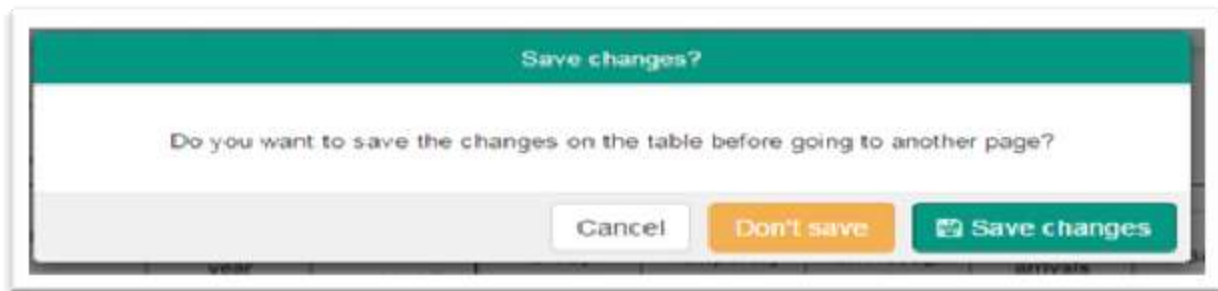 Save changes?
Do you want to save the changes on the table before going to another page?
Cancel Don't save Save changes
year arrivals